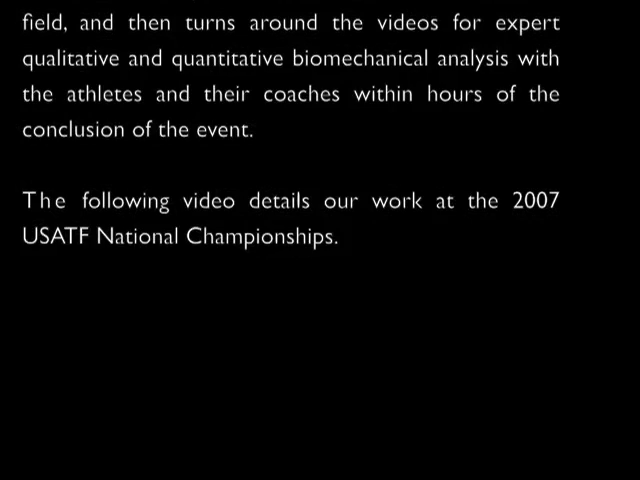 field, and then turns around the videos for expert
qualitative and quantitative biomechanical analysis with
the athletes and their coaches within hours of the
conclusion of the event.
The following video details our work at the 2007
USATF National Championships.